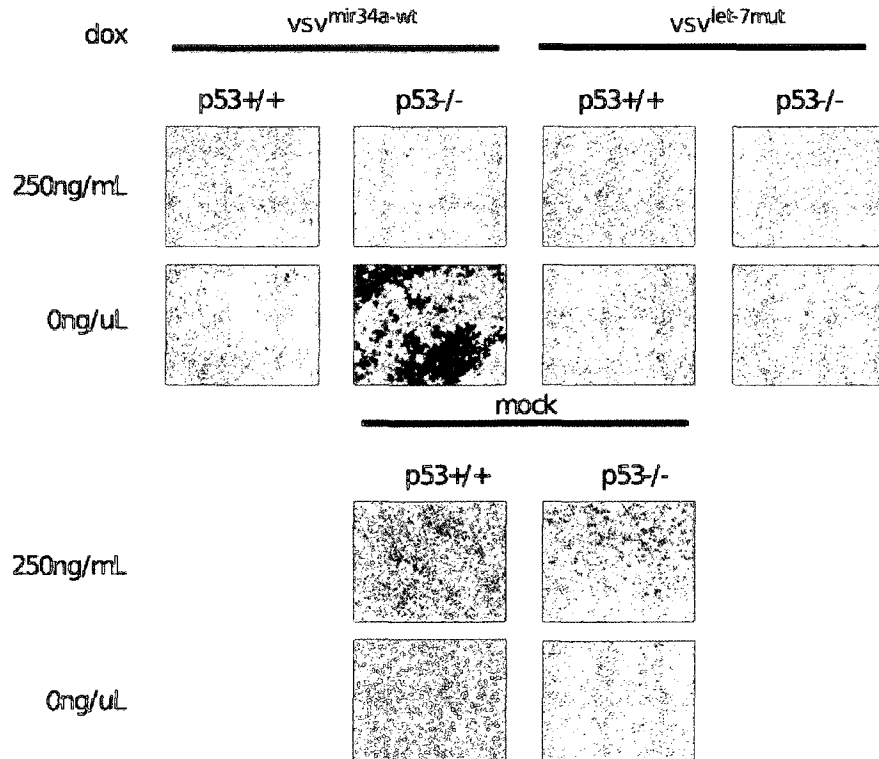 dox
vsv^mir34a-wt
vsv^let-7mut
p53+/+ p53-/- p53+/+ p53-/-
250ng/mL
0ng/uL
mock
p53+/+ p53-/-
250ng/mL
0ng/uL